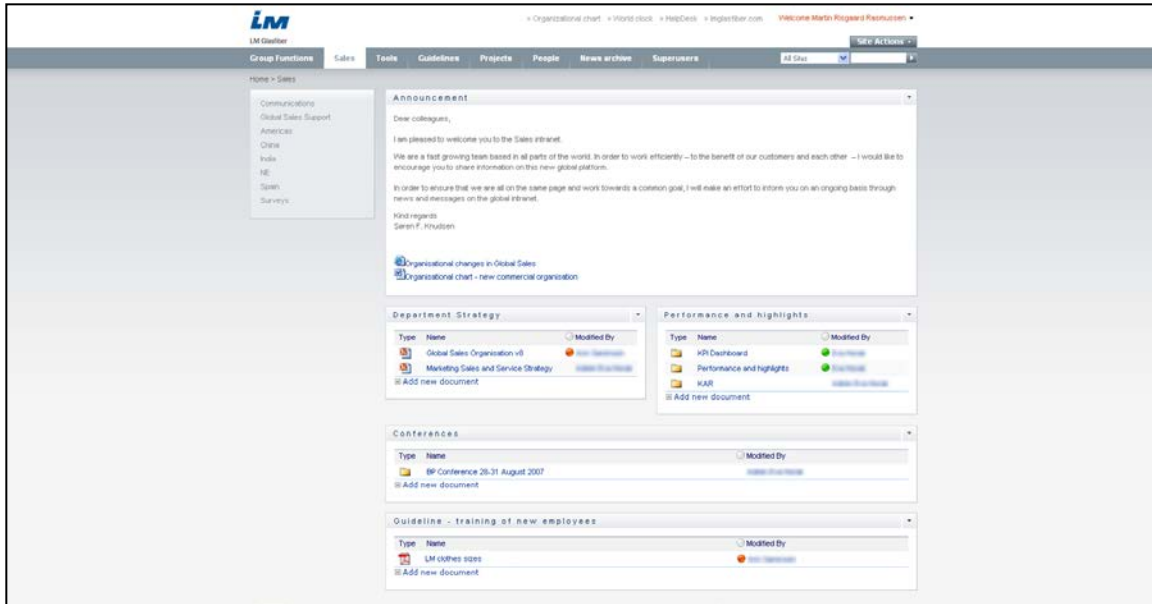 LM
» Organizational chart » World clock » HelpDesk » lmglasfiber.com Welcome Martin Risgaard Rasmussen
LM Glasfiber
Site Actions
Group Functions Sales Tools Guidelines Projects People News archive Superusers All Sites
Home > Sales
Communications
Global Sales Support
Americas
China
India
NE
Spain
Surveys
Announcement
Dear colleagues,
I am pleased to welcome you to the Sales intranet.
We are a fast growing team based in all parts of the world. In order to work efficiently – to the benefit of our customers and each other – I would like to
encourage you to share information on this new global platform.
In order to ensure that we are all on the same page and work towards a common goal, I will make an effort to inform you on an ongoing basis through
news and messages on the global intranet.
Kind regards
Søren F. Knudsen
Organisational changes in Global Sales
Organisational chart - new commercial organisation
Department Strategy
Type Name Modified By
Global Sales Organisation v8
Marketing Sales and Service Strategy
Add new document
Performance and highlights
Type Name Modified By
KPI Dashboard
Performance and highlights
KAR
Add new document
Conferences
Type Name Modified By
BP Conference 28-31 August 2007
Add new document
Guideline - training of new employees
Type Name Modified By
LM clothes sizes
Add new document